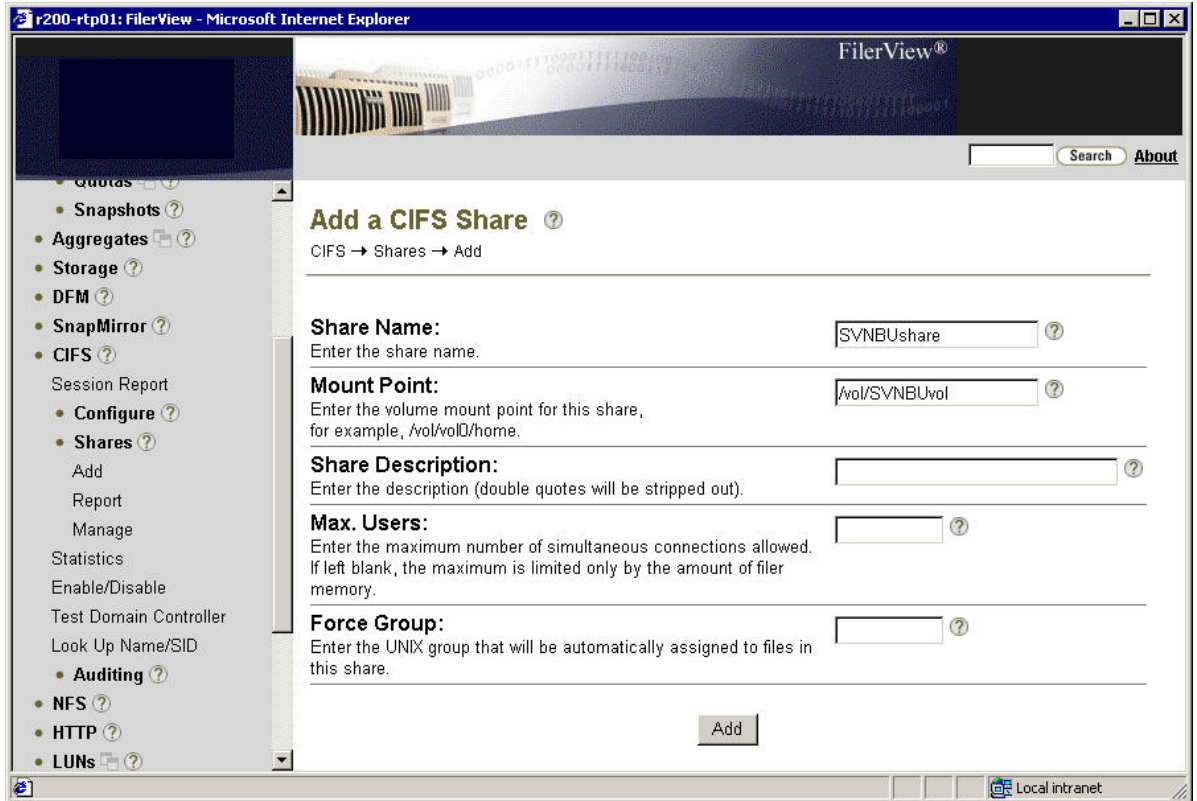 r200-rtp01: FilerView - Microsoft Internet Explorer
FilerView®
Search About
Quotas
Snapshots
Aggregates
Storage
DFM
SnapMirror
CIFS
Session Report
Configure
Shares
Add
Report
Manage
Statistics
Enable/Disable
Test Domain Controller
Look Up Name/SID
Auditing
NFS
HTTP
LUNs
Add a CIFS Share
CIFS → Shares → Add
Share Name:
Enter the share name.
SVNBUshare
Mount Point:
Enter the volume mount point for this share,
for example, /vol/vol0/home.
/vol/SVNBUvol
Share Description:
Enter the description (double quotes will be stripped out).
Max. Users:
Enter the maximum number of simultaneous connections allowed.
If left blank, the maximum is limited only by the amount of filer
memory.
Force Group:
Enter the UNIX group that will be automatically assigned to files in
this share.
Add
Local intranet